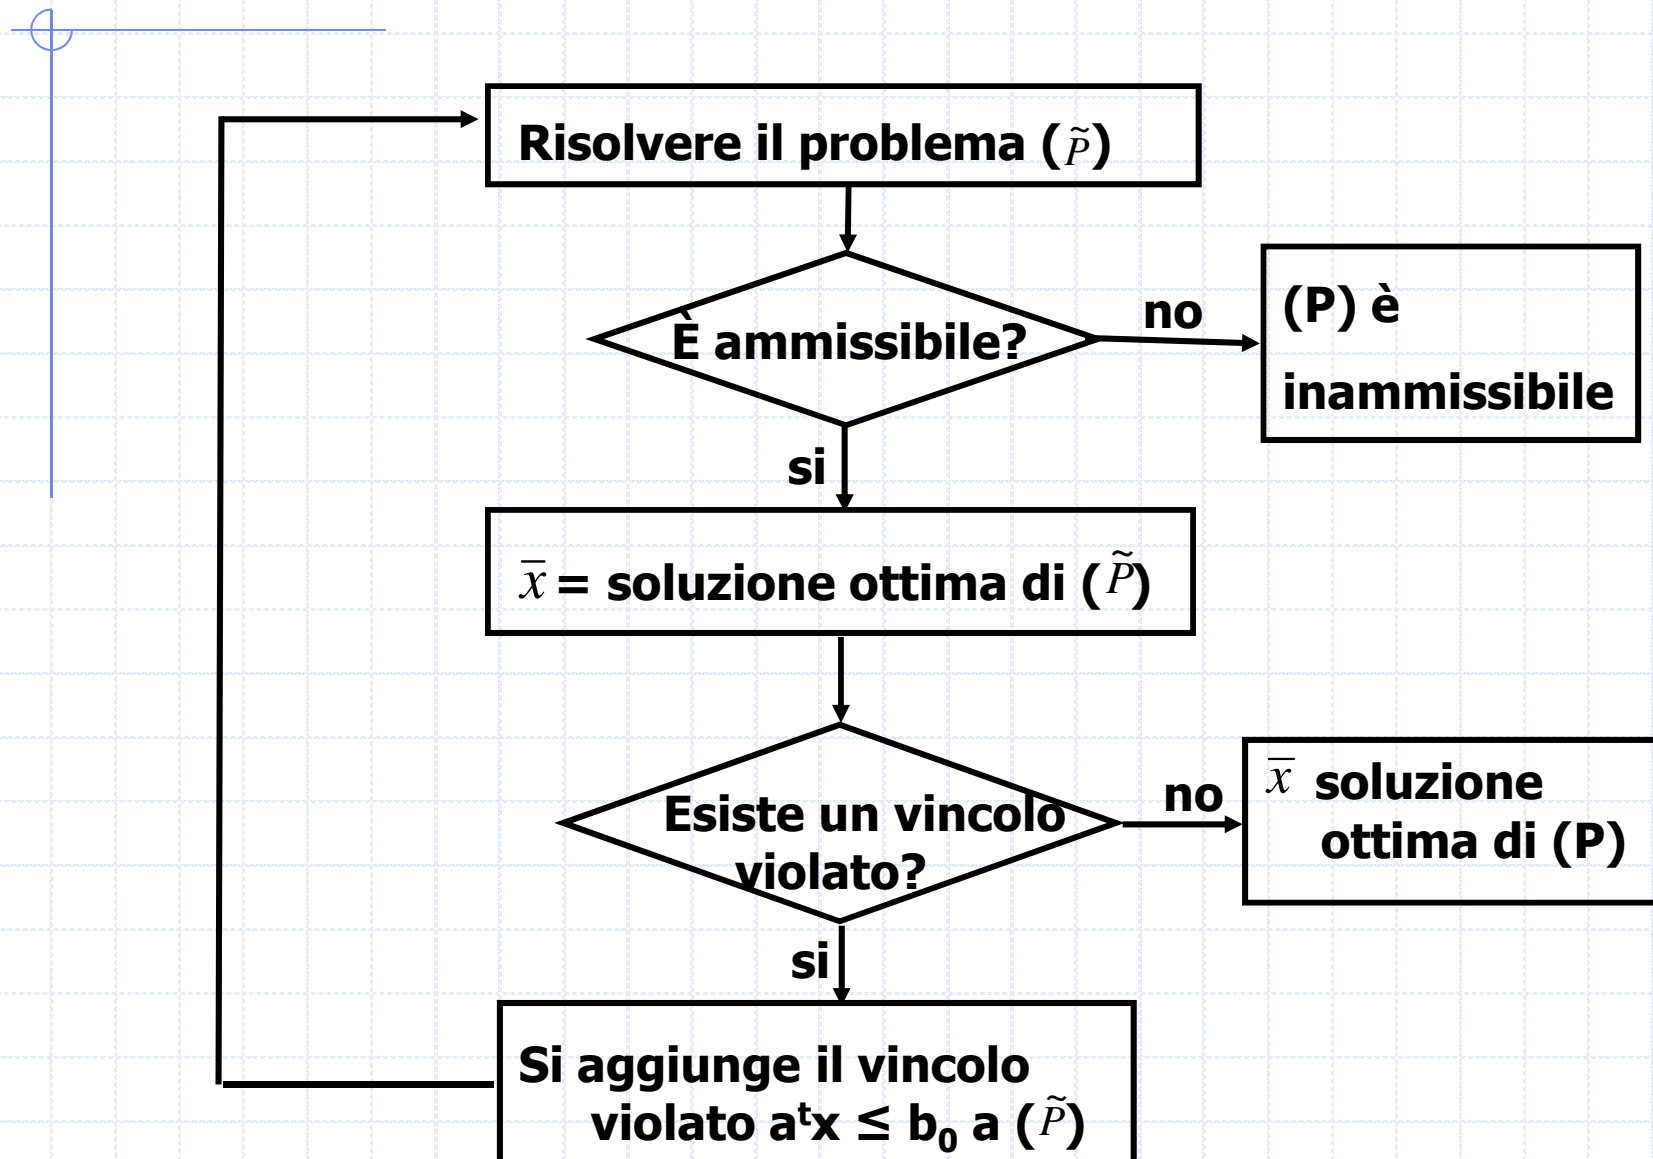 Risolvere il problema (P̃)
È ammissibile?
no
(P) è
inammissibile
si
x̅ = soluzione ottima di (P̃)
Esiste un vincolo
violato?
no
x̅ soluzione
ottima di (P)
si
Si aggiunge il vincolo
violato aᵗx ≤ b₀ a (P̃)